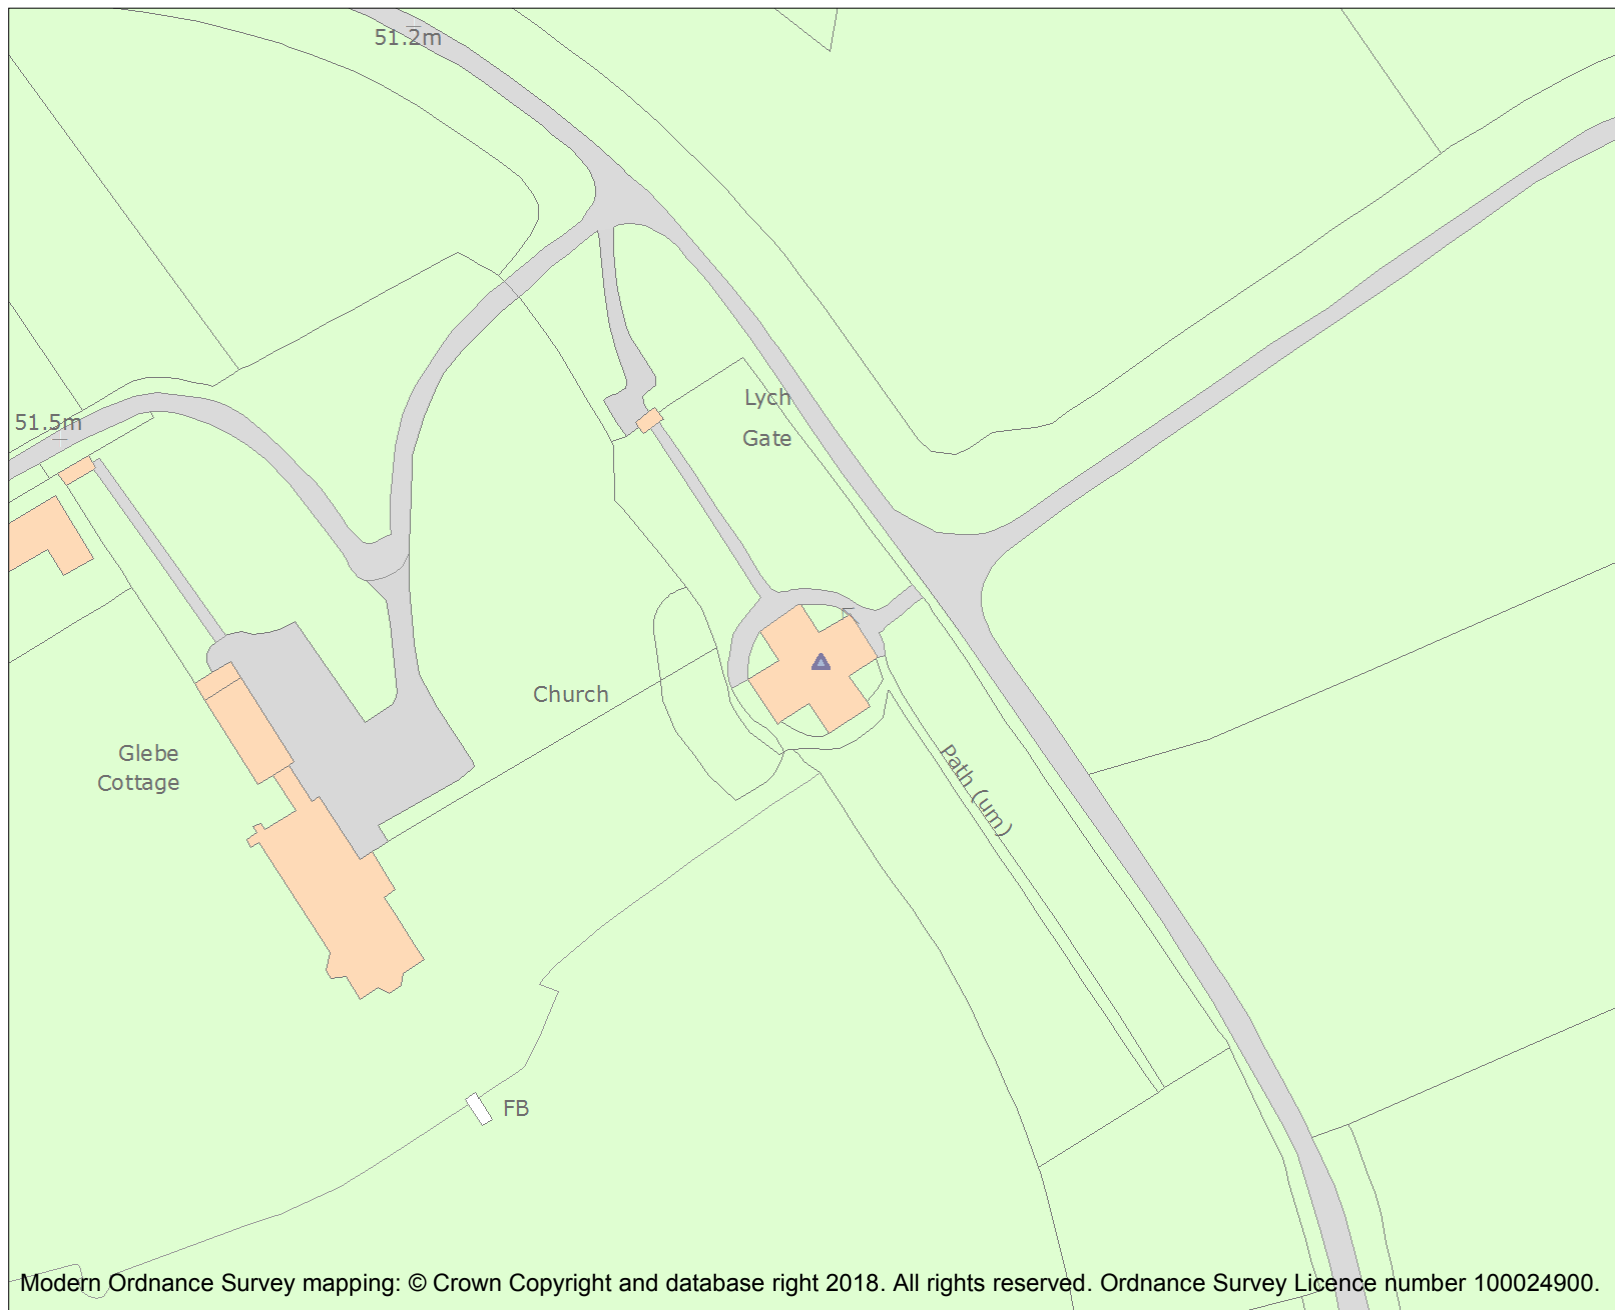 51.2m
Lych
Gate
51.5m
Church
Glebe
Cottage
Path (um)
FB
Modern Ordnance Survey mapping: © Crown Copyright and database right 2018. All rights reserved. Ordnance Survey Licence number 100024900.